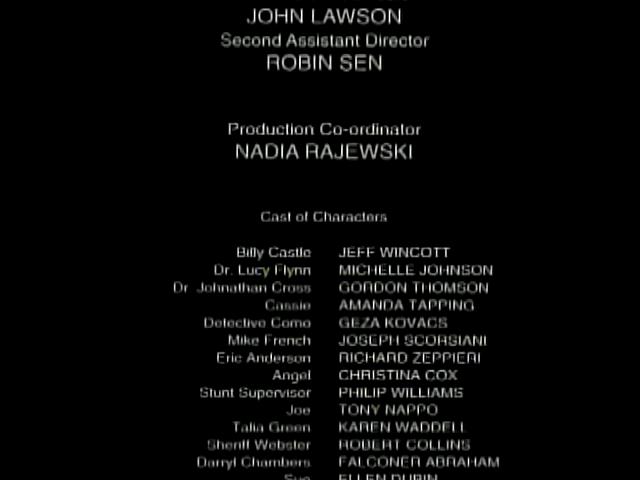 JOHN LAWSON
Second Assistant Director
ROBIN SEN
Production Co-ordinator
NADIA RAJEWSKI
Cast of Characters
Billy Castle JEFF WINCOTT
Dr. Lucy Flynn MICHELLE JOHNSON
Dr. Johnathan Cross GORDON THOMSON
Cassie AMANDA TAPPING
Detective Como GEZA KOVACS
Mike French JOSEPH SCORSIANI
Eric Anderson RICHARD ZEPPIERI
Angel CHRISTINA COX
Stunt Supervisor PHILIP WILLIAMS
Joe TONY NAPPO
Talia Green KAREN WADDELL
Sheriff Webster ROBERT COLLINS
Darryl Chambers FALCONER ABRAHAM
Sue ELLEN DUBIN